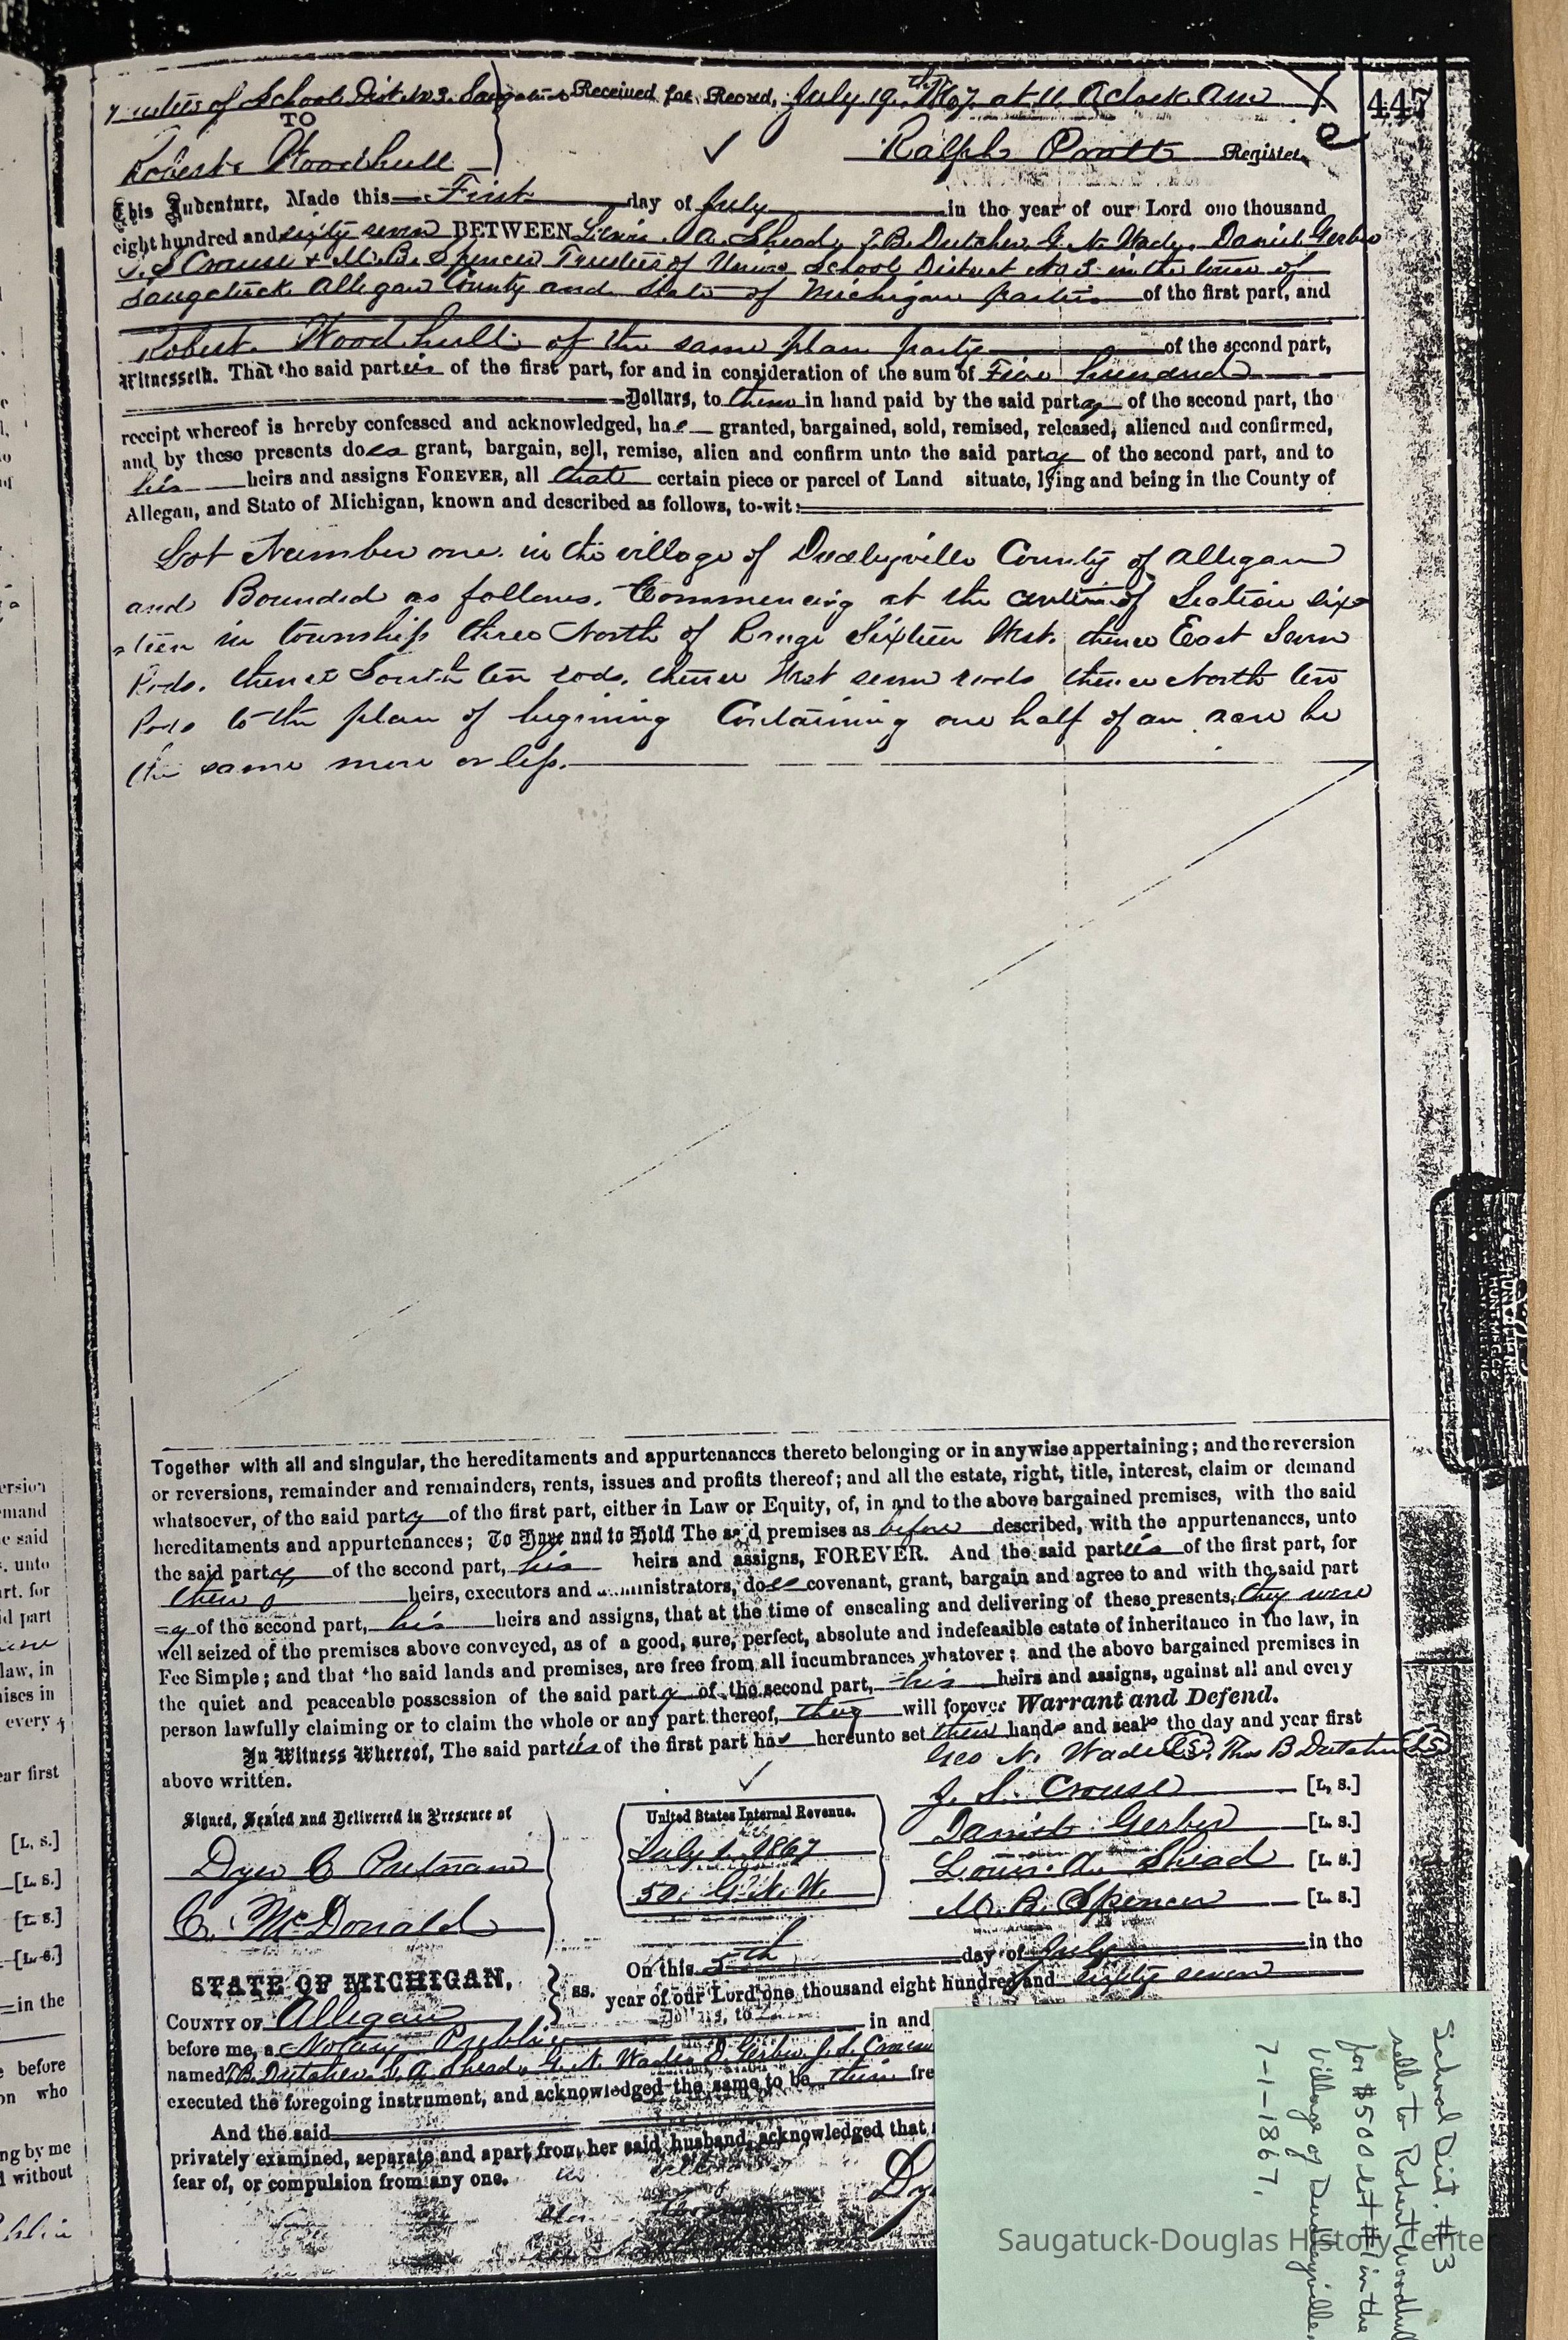 Trustees of School Dist. No 3. Saugatuck Received for Record, July 19th 1867 at 11 O'clock AM
447
TO
Robert Woodhull
Ralph Pratt Register.
This Indenture, Made this First day of July in the year of our Lord one thousand
eight hundred and sixty seven BETWEEN Lewis A. Shead, T. B. Dutcher, G. N. Wade, Daniel Gerber
J. S Crouse & M. B. Spencer Trustees of Union School District No 3 in the town of
Saugatuck Allegan County and State of Michigan parties of the first part, and
Robert Woodhull of the same place party of the second part,
Witnesseth, That the said parties of the first part, for and in consideration of the sum of Five hundred
Dollars, to them in hand paid by the said party of the second part, the
receipt whereof is hereby confessed and acknowledged, has granted, bargained, sold, remised, released, aliened and confirmed,
and by these presents does grant, bargain, sell, remise, alien and confirm unto the said party of the second part, and to
his heirs and assigns FOREVER, all that certain piece or parcel of Land situate, lying and being in the County of
Allegan, and State of Michigan, known and described as follows, to-wit:
Lot Number one in the village of Dudleyville County of Allegan
and Bounded as follows. Commencing at the center of Section six-
-teen in township three North of Range Sixteen West. thence East Seven
Rods. thence South ten rods. thence West seven rods thence North ten
Rods to the place of begining Containing one half of an acre be
the same more or less.
Together with all and singular, the hereditaments and appurtenances thereto belonging or in anywise appertaining; and the reversion
or reversions, remainder and remainders, rents, issues and profits thereof; and all the estate, right, title, interest, claim or demand
whatsoever, of the said party of the first part, either in Law or Equity, of, in and to the above bargained premises, with the said
hereditaments and appurtenances; To Have and to Hold The said premises as before described, with the appurtenances, unto
the said party of the second part, his heirs and assigns, FOREVER. And the said parties of the first part, for
heirs, executors and administrators, does covenant, grant, bargain and agree to and with the said part
y of the second part, his heirs and assigns, that at the time of ensealing and delivering of these presents, they were
well seized of the premises above conveyed, as of a good, sure, perfect, absolute and indefeasible estate of inheritance in the law, in
Fee Simple; and that the said lands and premises, are free from all incumbrances whatever; and the above bargained premises in
the quiet and peaceable possession of the said party of the second part, his heirs and assigns, against all and every
person lawfully claiming or to claim the whole or any part thereof, they will forever Warrant and Defend.
In Witness Whereof, The said parties of the first part has hereunto set their hands and seals the day and year first
above written.
Geo N. Wade LS. Thos B Dutcher LS
J. S. Crouse [L. S.]
Signed, Sealed and Delivered in Presence of
United States Internal Revenue.
Daniel Gerber [L. S.]
July 1 1867
Dyer C Putnam
Lewis A. Shead [L. S.]
50. G. N. W.
C. McDonald
M. B. Spencer [L. S.]
STATE OF MICHIGAN,
COUNTY OF Allegan
ss.
On this 5th day of July in the
year of our Lord one thousand eight hundred and sixty seven
before me, a Notary Public in and
named T B Dutcher L. A. Shead, G. N. Wade, D. Gerber J. S. Crouse
executed the foregoing instrument, and acknowledged the same to be their fre
And the said
privately examined, separate and apart from her said husband, acknowledged that
fear of, or compulsion from any one.
Dy
School Dist. #3
sells to Robert Woodhul
for $500 lot #1 in the
Village of Dudleyville.
7-1-1867.
Saugatuck-Douglas History Cente